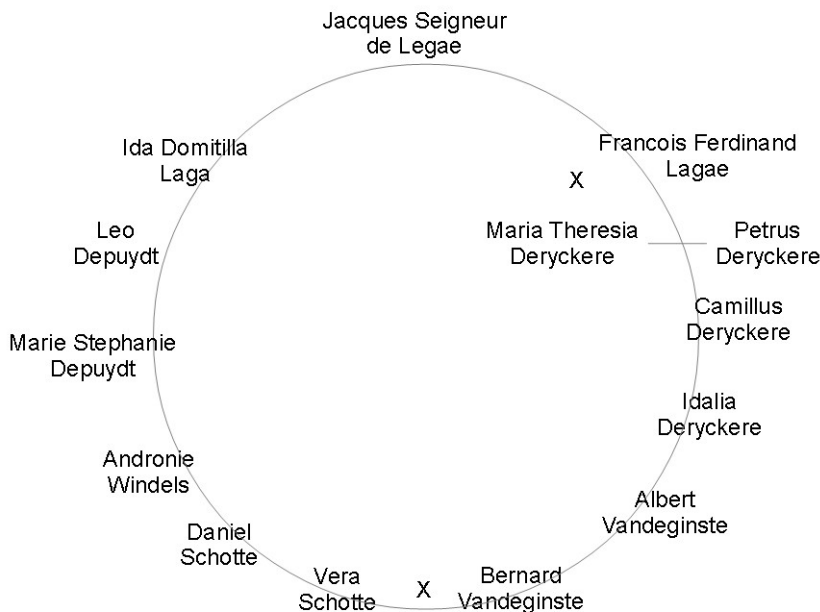 Jacques Seigneur
de Legae
Ida Domitilla
Laga
Francois Ferdinand
Lagae
X
Leo
Depuydt
Maria Theresia
Deryckere
Petrus
Deryckere
Marie Stephanie
Depuydt
Camillus
Deryckere
Idalia
Deryckere
Andronie
Windels
Albert
Vandeginste
Daniel
Schotte
Vera
Schotte
X
Bernard
Vandeginste